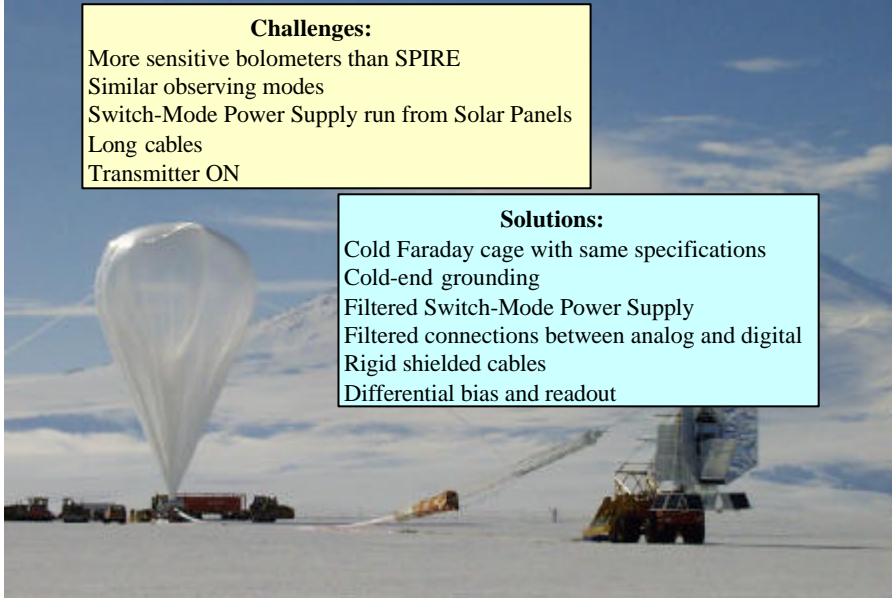 Challenges:
More sensitive bolometers than SPIRE
Similar observing modes
Switch-Mode Power Supply run from Solar Panels
Long cables
Transmitter ON
Solutions:
Cold Faraday cage with same specifications
Cold-end grounding
Filtered Switch-Mode Power Supply
Filtered connections between analog and digital
Rigid shielded cables
Differential bias and readout